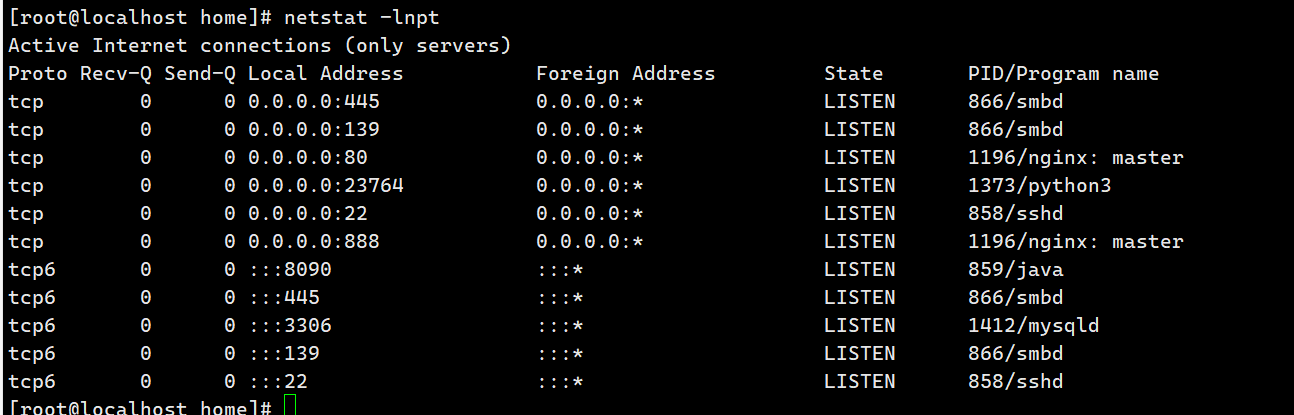 [root@localhost home]# netstat -lnpt
Active Internet connections (only servers)
Proto Recv-Q Send-Q Local Address           Foreign Address         State       PID/Program name
tcp        0      0 0.0.0.0:445             0.0.0.0:*               LISTEN      866/smbd
tcp        0      0 0.0.0.0:139             0.0.0.0:*               LISTEN      866/smbd
tcp        0      0 0.0.0.0:80              0.0.0.0:*               LISTEN      1196/nginx: master
tcp        0      0 0.0.0.0:23764           0.0.0.0:*               LISTEN      1373/python3
tcp        0      0 0.0.0.0:22              0.0.0.0:*               LISTEN      858/sshd
tcp        0      0 0.0.0.0:888             0.0.0.0:*               LISTEN      1196/nginx: master
tcp6       0      0 :::8090                 :::*                    LISTEN      859/java
tcp6       0      0 :::445                  :::*                    LISTEN      866/smbd
tcp6       0      0 :::3306                 :::*                    LISTEN      1412/mysqld
tcp6       0      0 :::139                  :::*                    LISTEN      866/smbd
tcp6       0      0 :::22                   :::*                    LISTEN      858/sshd
[root@localhost home]#